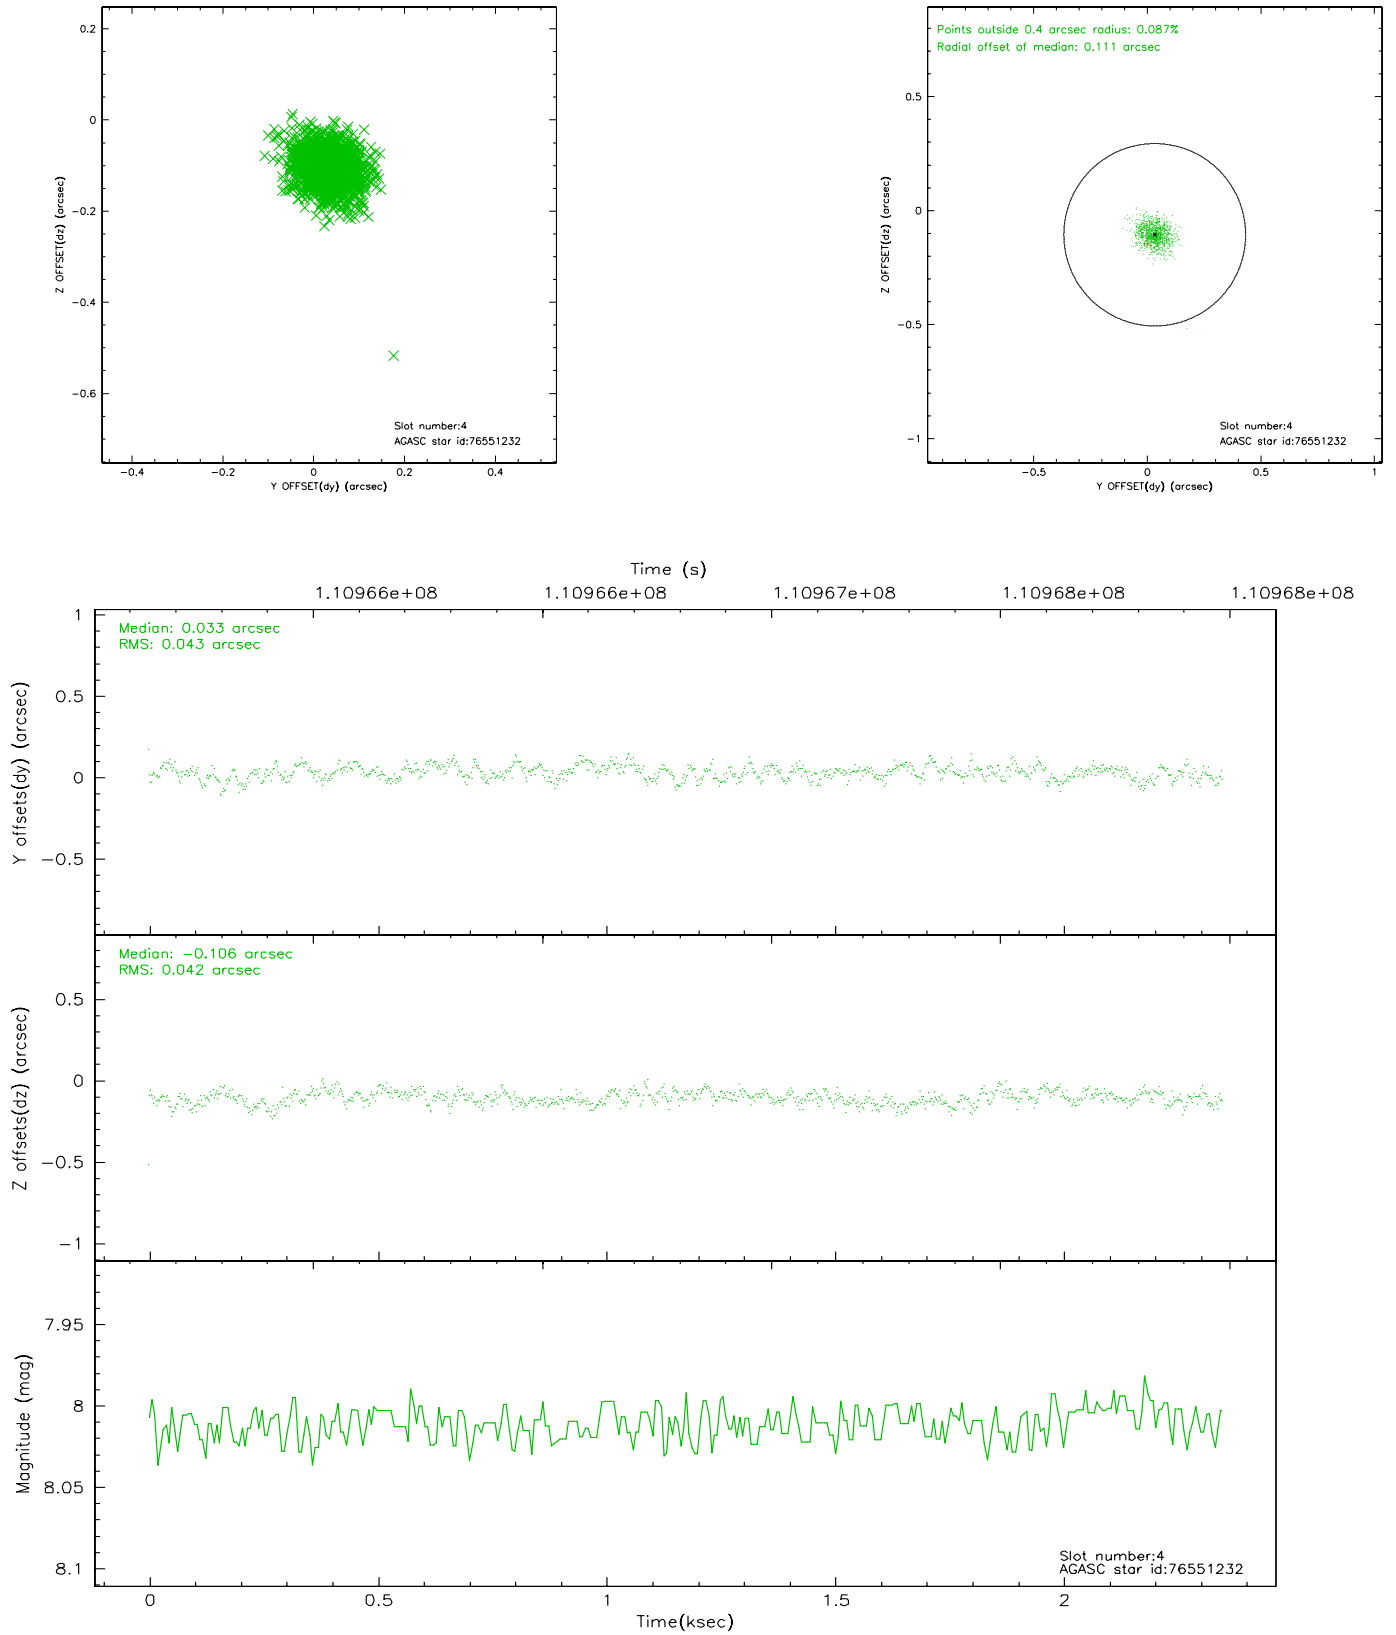 0.2
0
−0.2
−0.4
−0.6
Z OFFSET(dz) (arcsec)
Slot number:4
AGASC star id:76551232
−0.4
−0.2
0
0.2
0.4
Y OFFSET(dy) (arcsec)
Points outside 0.4 arcsec radius: 0.087%
Radial offset of median: 0.111 arcsec
0.5
0
−0.5
−1
Z OFFSET(dz) (arcsec)
Slot number:4
AGASC star id:76551232
−0.5
0
0.5
1
Y OFFSET(dy) (arcsec)
Time (s)
1.10966e+08
1.10966e+08
1.10967e+08
1.10968e+08
1.10968e+08
Median: 0.033 arcsec
RMS: 0.043 arcsec
1
0.5
0
−0.5
Y offsets(dy) (arcsec)
Median: −0.106 arcsec
RMS: 0.042 arcsec
0.5
0
−0.5
−1
Z offsets(dz) (arcsec)
7.95
8
8.05
8.1
Magnitude (mag)
Slot number:4
AGASC star id:76551232
0
0.5
1
1.5
2
Time(ksec)